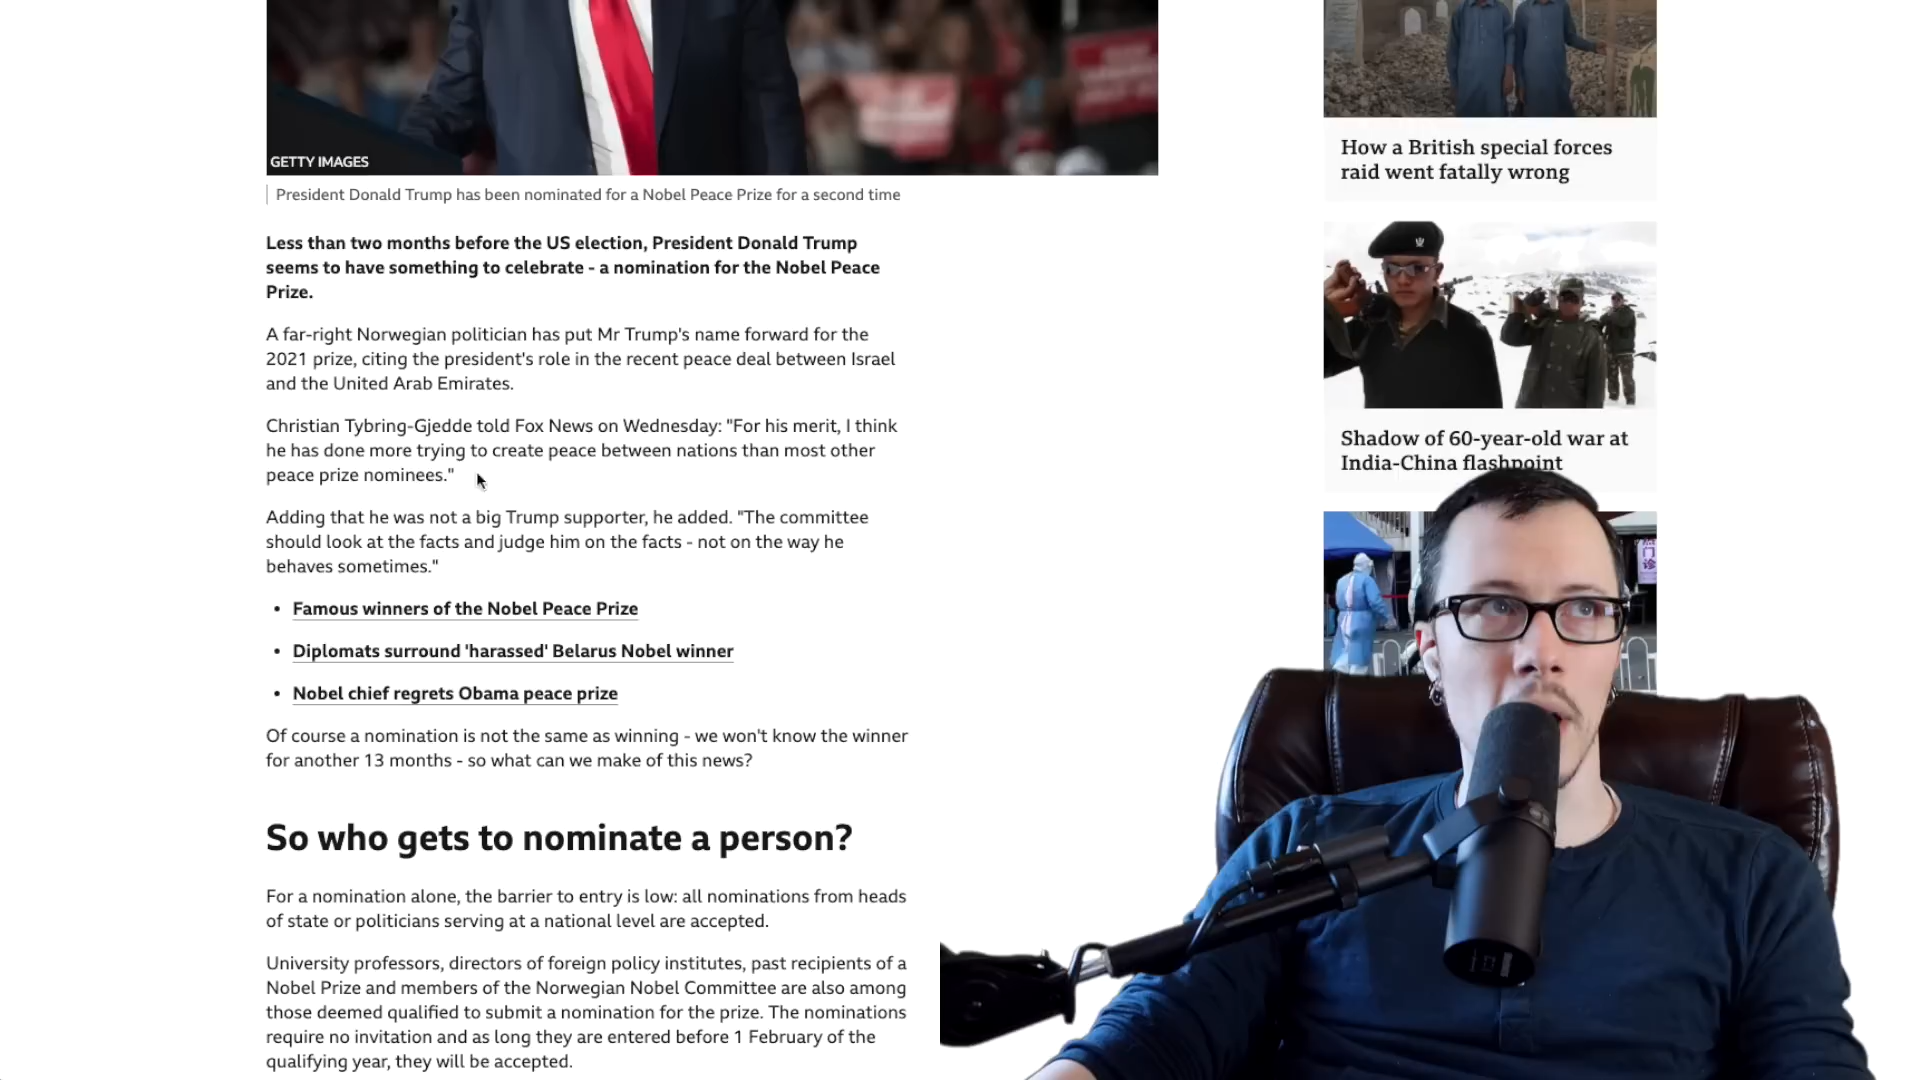 GETTY IMAGES
President Donald Trump has been nominated for a Nobel Peace Prize for a second time
Less than two months before the US election, President Donald Trump
seems to have something to celebrate - a nomination for the Nobel Peace
Prize.
A far-right Norwegian politician has put Mr Trump's name forward for the
2021 prize, citing the president's role in the recent peace deal between Israel
and the United Arab Emirates.
Christian Tybring-Gjedde told Fox News on Wednesday: "For his merit, I think
he has done more trying to create peace between nations than most other
peace prize nominees."
Adding that he was not a big Trump supporter, he added. "The committee
should look at the facts and judge him on the facts - not on the way he
behaves sometimes."
• Famous winners of the Nobel Peace Prize
• Diplomats surround 'harassed' Belarus Nobel winner
• Nobel chief regrets Obama peace prize
Of course a nomination is not the same as winning - we won't know the winner
for another 13 months - so what can we make of this news?
So who gets to nominate a person?
For a nomination alone, the barrier to entry is low: all nominations from heads
of state or politicians serving at a national level are accepted.
University professors, directors of foreign policy institutes, past recipients of a
Nobel Prize and members of the Norwegian Nobel Committee are also among
those deemed qualified to submit a nomination for the prize. The nominations
require no invitation and as long they are entered before 1 February of the
qualifying year, they will be accepted.
How a British special forces
raid went fatally wrong
Shadow of 60-year-old war at
India-China flashpoint